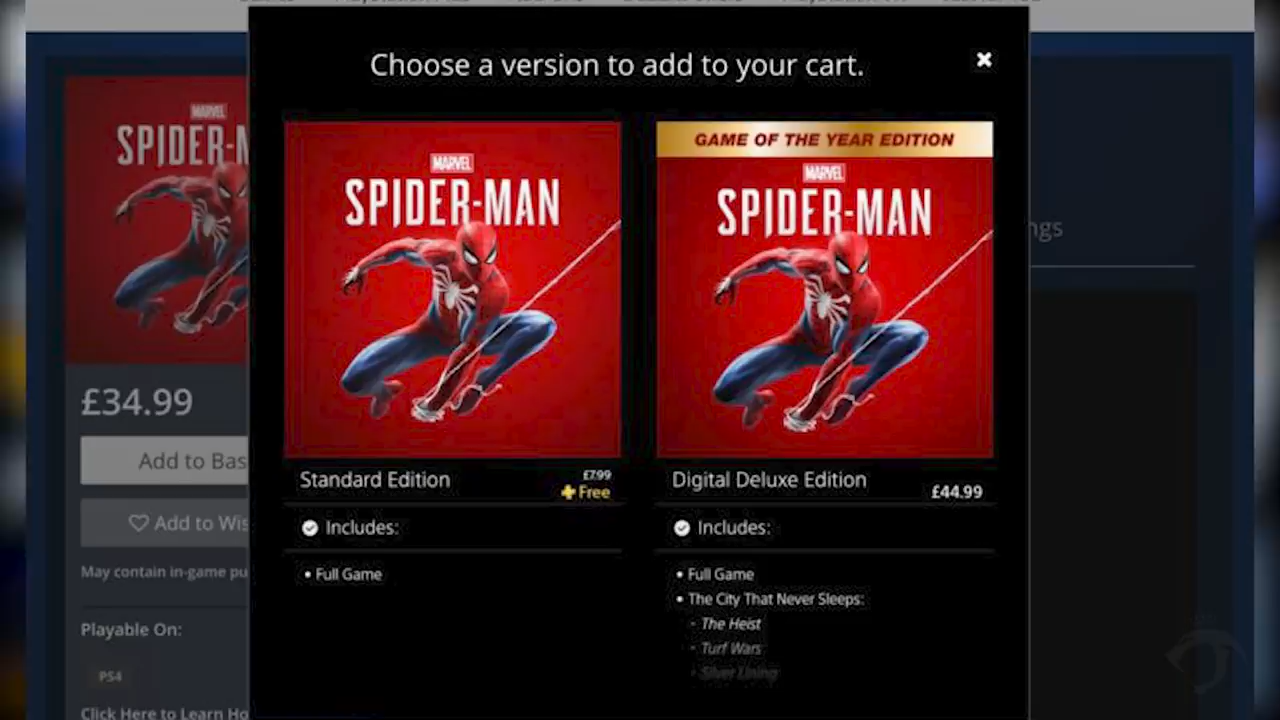 Choose a version to add to your cart.
MARVEL
SPIDER-M
£34.99
Add to Bas
Add to Wis
May contain in-game pu
Playable On:
PS4
Click Here to Learn Ho
MARVEL
SPIDER-MAN
Standard Edition
£7.99
Free
Includes:
• Full Game
GAME OF THE YEAR EDITION
MARVEL
SPIDER-MAN
Digital Deluxe Edition
£44.99
Includes:
• Full Game
• The City That Never Sleeps:
- The Heist
- Turf Wars
- Silver Lining
ngs